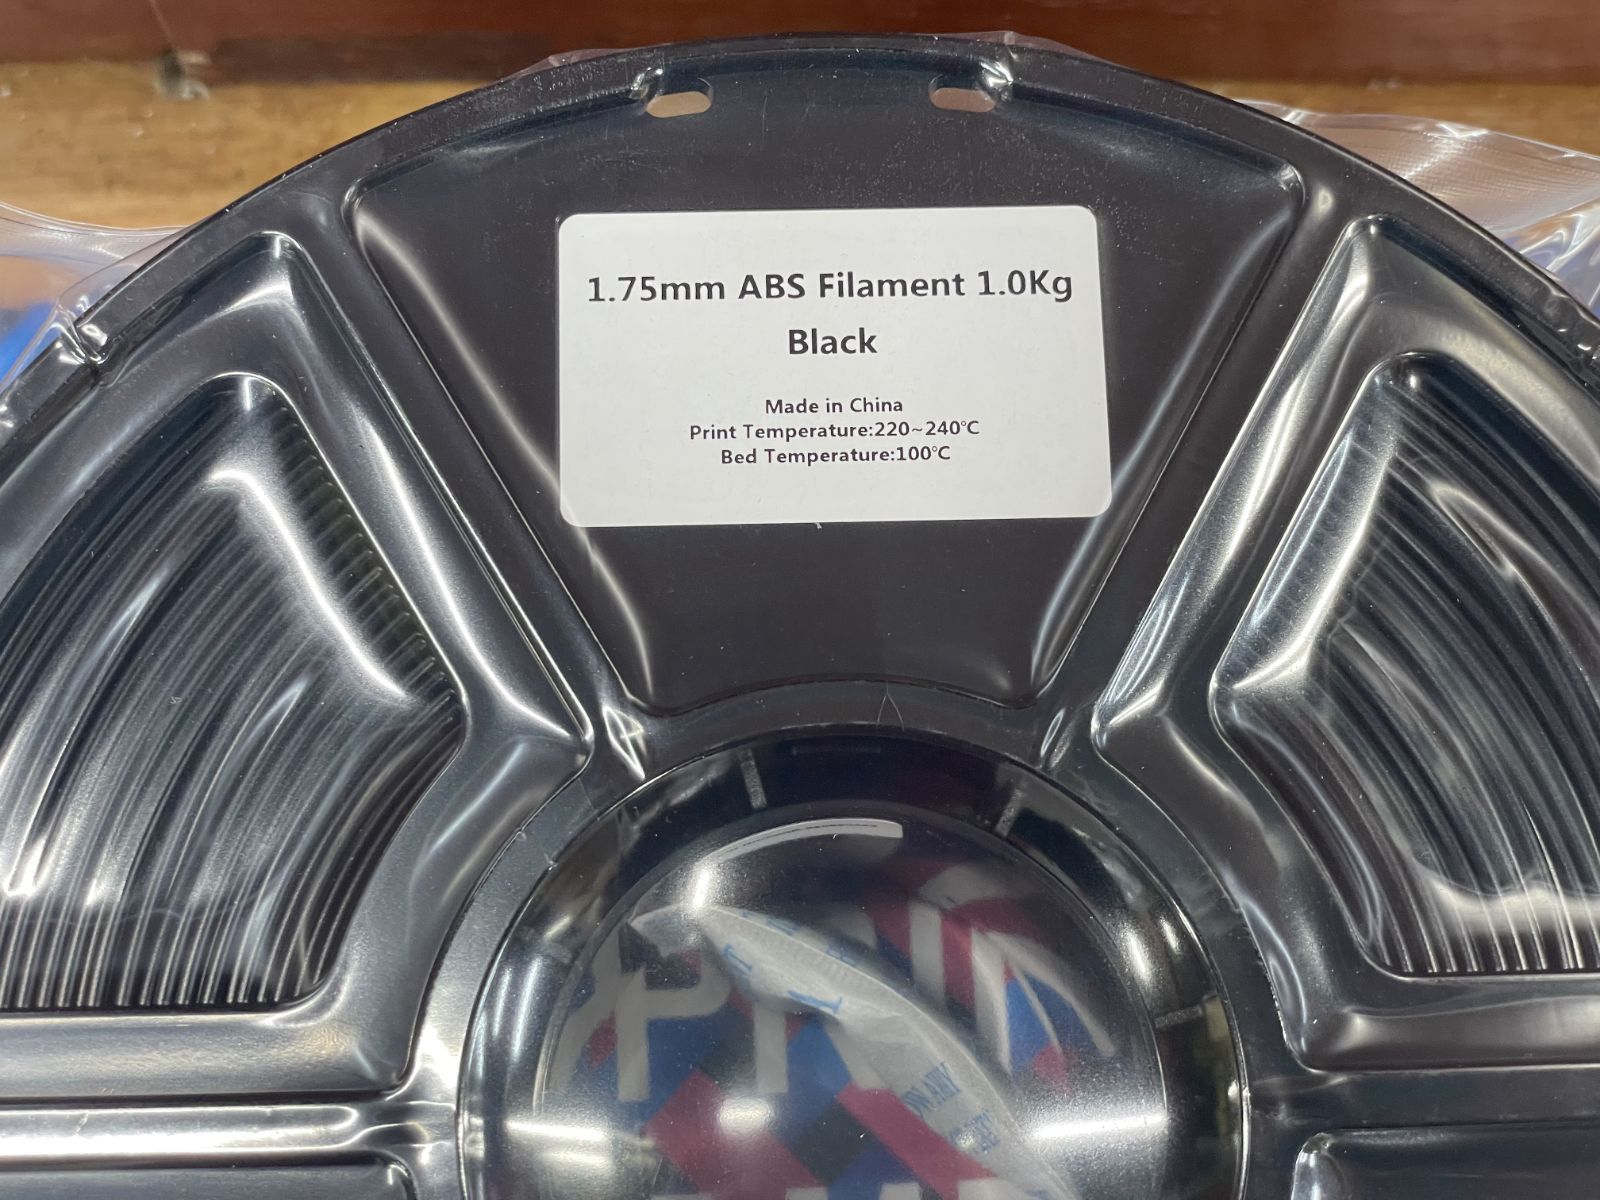 1.75mm ABS Filament 1.0Kg
Black
Made in China
Print Temperature:220~240℃
Bed Temperature:100℃